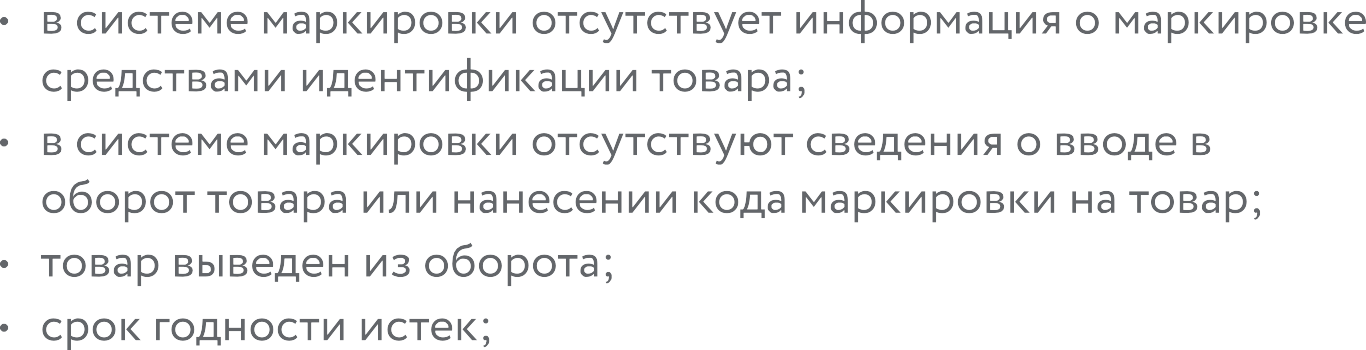 • в системе маркировки отсутствует информация о маркировке
средствами идентификации товара;
• в системе маркировки отсутствуют сведения о вводе в
оборот товара или нанесении кода маркировки на товар;
• товар выведен из оборота;
• срок годности истек;